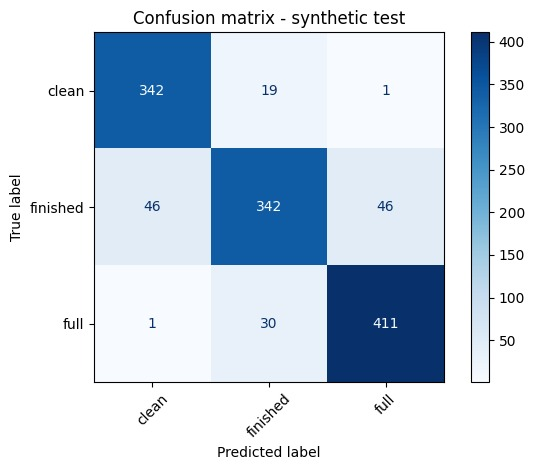 Confusion matrix - synthetic test
clean 342 19 1
finished 46 342 46
full 1 30 411
clean finished full
Predicted label
True label
400
350
300
250
200
150
100
50